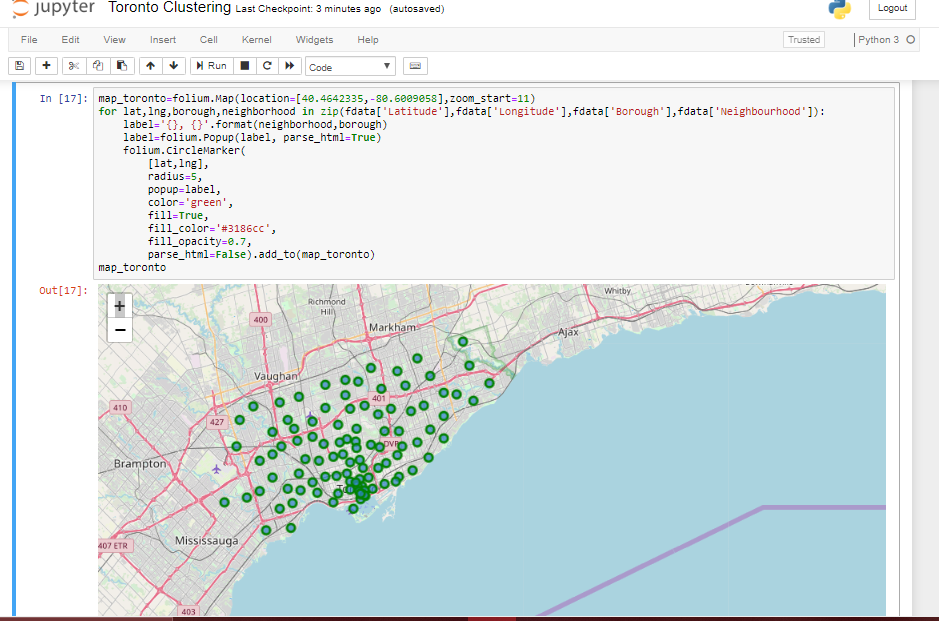 jupyter Toronto Clustering Last Checkpoint: 3 minutes ago (autosaved)
Logout
File Edit View Insert Cell Kernel Widgets Help
Trusted
Python 3
Run
Code
In [17]:
map_toronto=folium.Map(location=[40.4642335,-80.6009058],zoom_start=11)
for lat,lng,borough,neighborhood in zip(fdata['Latitude'],fdata['Longitude'],fdata['Borough'],fdata['Neighbourhood']):
    label='{}, {}'.format(neighborhood,borough)
    label=folium.Popup(label, parse_html=True)
    folium.CircleMarker(
        [lat,lng],
        radius=5,
        popup=label,
        color='green',
        fill=True,
        fill_color='#3186cc',
        fill_opacity=0.7,
        parse_html=False).add_to(map_toronto)
map_toronto
Out[17]:
+
−
Richmond
Hill
Whitby
400
Markham
Ajax
Vaughan
401
410
427
DVP
Brampton
Mississauga
407 ETR
403